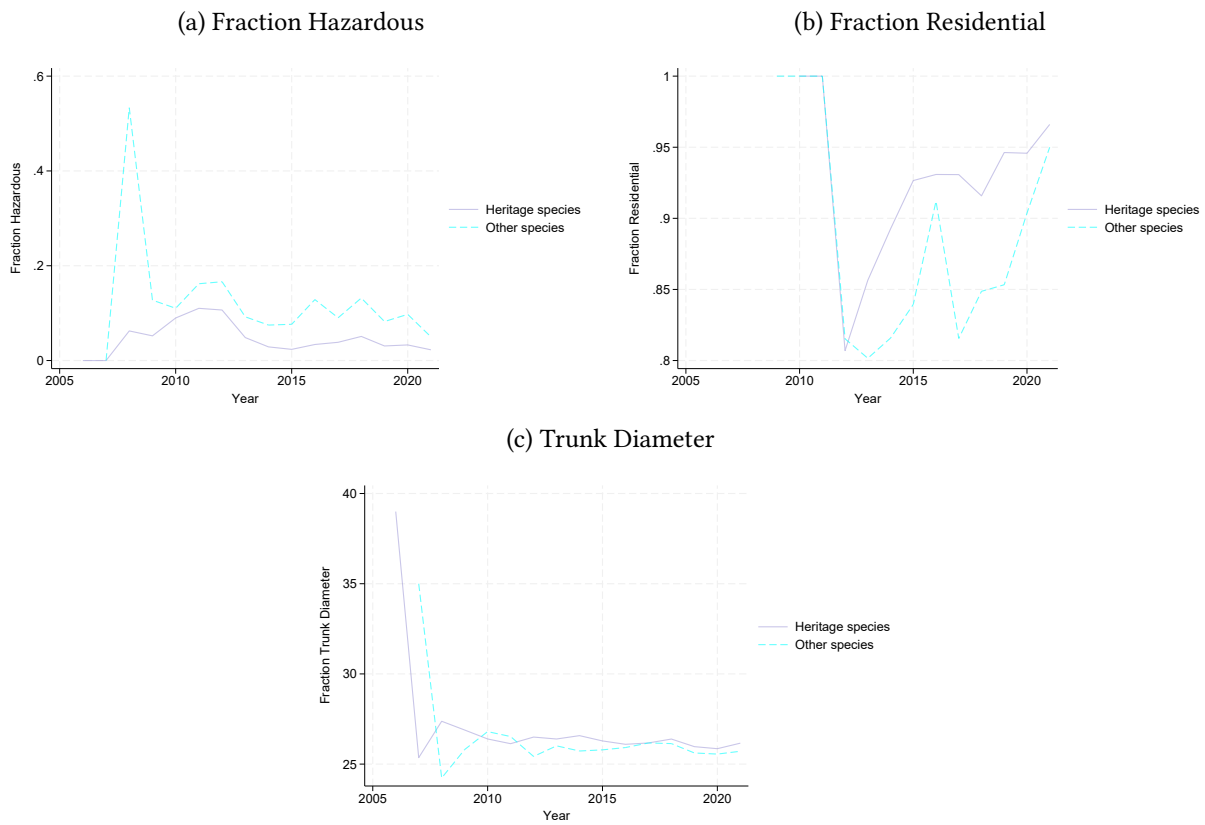 (a) Fraction Hazardous
.6
.4
.2
0
Fraction Hazardous
2005 2010 2015 2020
Year
Heritage species
Other species
(b) Fraction Residential
1
.95
.9
.85
.8
Fraction Residential
2005 2010 2015 2020
Year
Heritage species
Other species
(c) Trunk Diameter
40
35
30
25
Fraction Trunk Diameter
2005 2010 2015 2020
Year
Heritage species
Other species